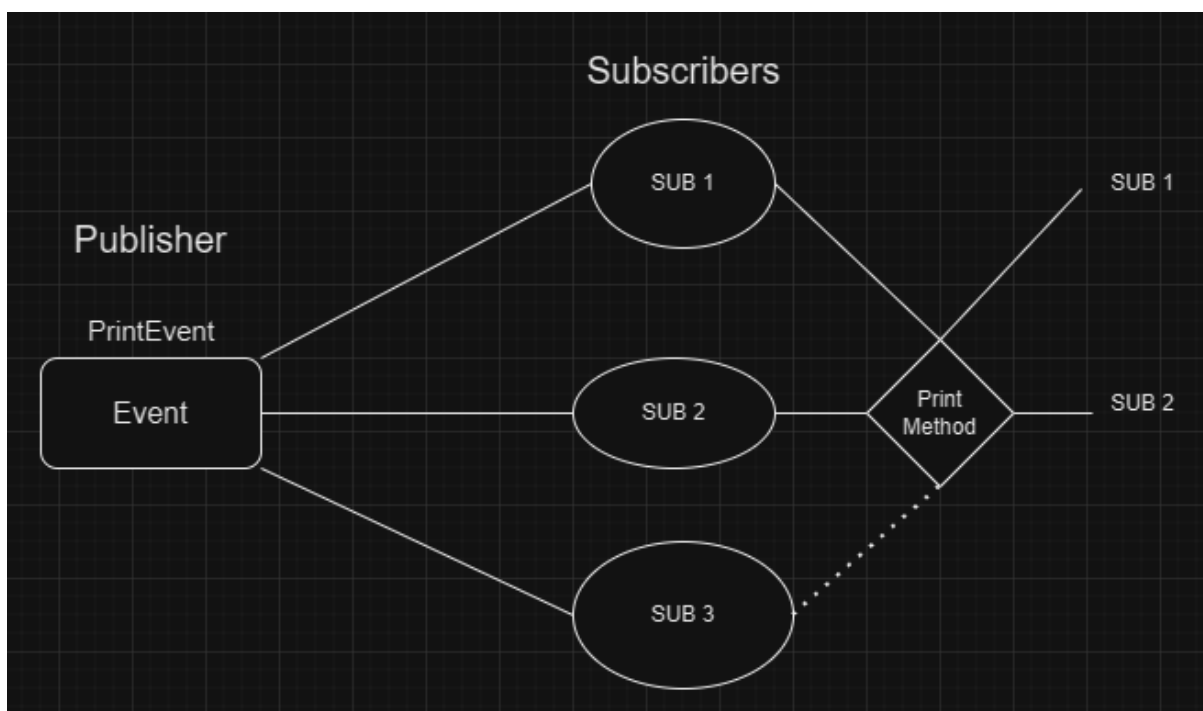 Subscribers
SUB 1
SUB 1
Publisher
PrintEvent
Event
SUB 2
Print
Method
SUB 2
SUB 3